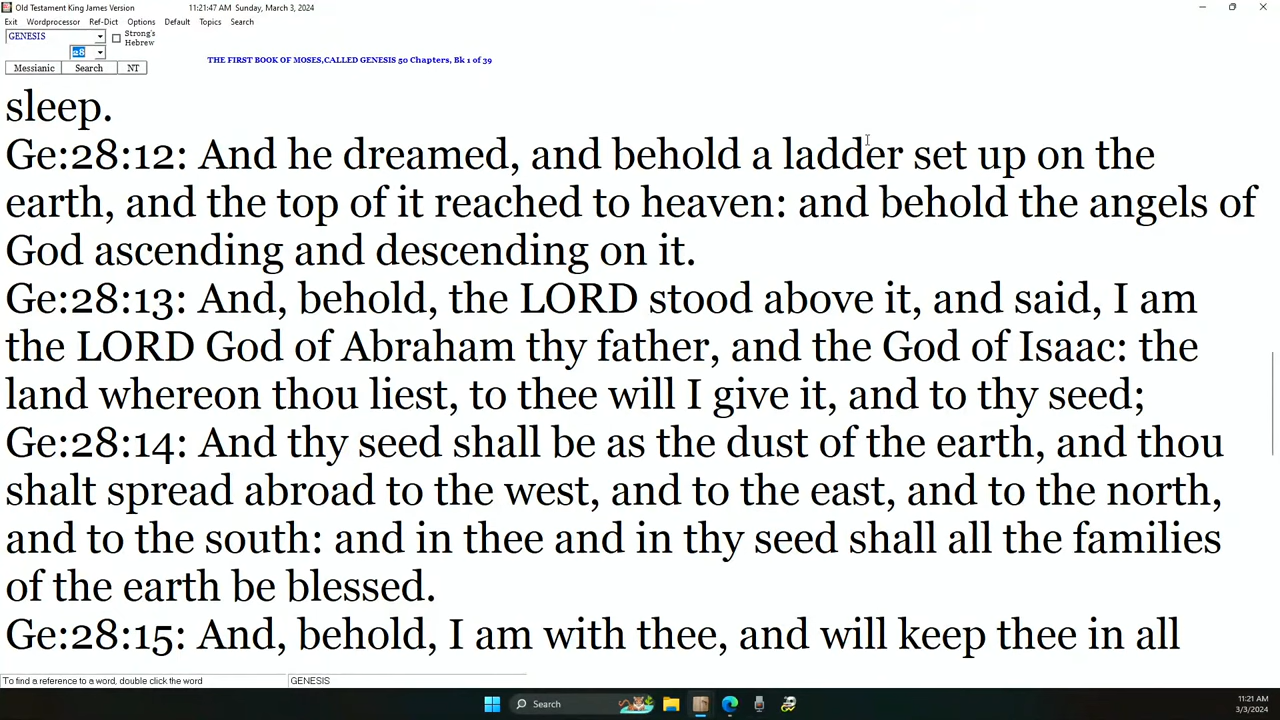 Old Testament King James Version 11:21:47 AM Sunday, March 3, 2024
Exit Wordprocessor Ref-Dict Options Default Topics Search
GENESIS
Strong's
Hebrew
28
THE FIRST BOOK OF MOSES,CALLED GENESIS 50 Chapters, Bk 1 of 39
Messianic Search NT
sleep.
Ge:28:12: And he dreamed, and behold a ladder set up on the
earth, and the top of it reached to heaven: and behold the angels of
God ascending and descending on it.
Ge:28:13: And, behold, the LORD stood above it, and said, I am
the LORD God of Abraham thy father, and the God of Isaac: the
land whereon thou liest, to thee will I give it, and to thy seed;
Ge:28:14: And thy seed shall be as the dust of the earth, and thou
shalt spread abroad to the west, and to the east, and to the north,
and to the south: and in thee and in thy seed shall all the families
of the earth be blessed.
Ge:28:15: And, behold, I am with thee, and will keep thee in all
To find a reference to a word, double click the word GENESIS
Search
11:21 AM
3/3/2024